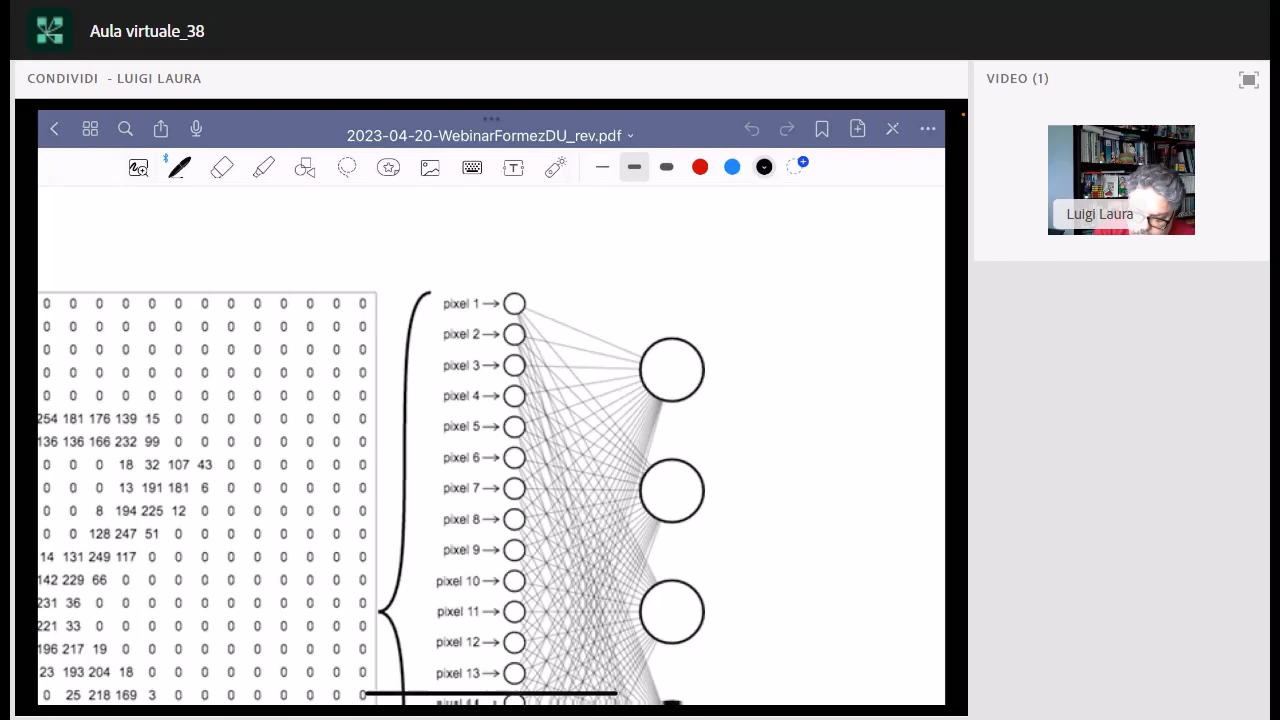 Aula virtuale_38
CONDIVIDI - LUIGI LAURA
VIDEO (1)
2023-04-20-WebinarFormezDU_rev.pdf
T
Luigi Laura
0 0 0 0 0 0 0 0 0 0 0 0 0
0 0 0 0 0 0 0 0 0 0 0 0 0
0 0 0 0 0 0 0 0 0 0 0 0 0
0 0 0 0 0 0 0 0 0 0 0 0 0
0 0 0 0 0 0 0 0 0 0 0 0 0
254 181 176 139 15 0 0 0 0 0 0 0 0
136 136 166 232 99 0 0 0 0 0 0 0 0
0 0 0 18 32 107 43 0 0 0 0 0 0
0 0 0 13 191 181 6 0 0 0 0 0 0
0 0 8 194 225 12 0 0 0 0 0 0 0
0 0 128 247 51 0 0 0 0 0 0 0 0
14 131 249 117 0 0 0 0 0 0 0 0 0
142 229 66 0 0 0 0 0 0 0 0 0 0
231 36 0 0 0 0 0 0 0 0 0 0 0
221 33 0 0 0 0 0 0 0 0 0 0 0
196 217 19 0 0 0 0 0 0 0 0 0 0
23 193 204 18 0 0 0 0 0 0 0 0 0
0 25 218 169 3 0 0 0 0 0 0 0 0
pixel 1
pixel 2
pixel 3
pixel 4
pixel 5
pixel 6
pixel 7
pixel 8
pixel 9
pixel 10
pixel 11
pixel 12
pixel 13